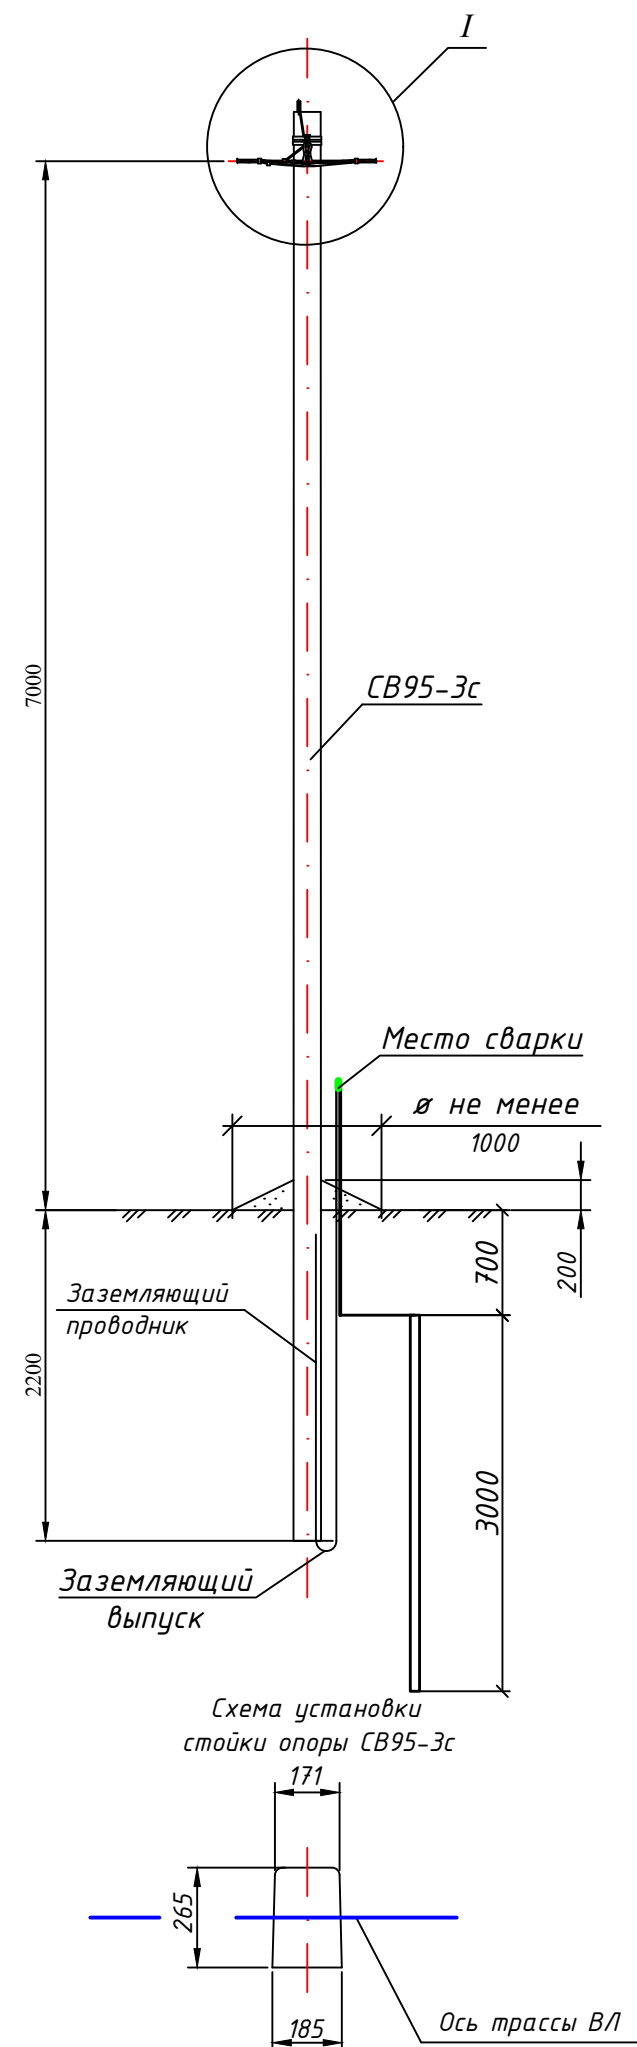 I
7000
СВ95-3с
Место сварки
ø не менее
1000
200
700
Заземляющий
проводник
2200
3000
Заземляющий
выпуск
Схема установки
стойки опоры СВ95-3с
171
265
185
Ось трассы ВЛ